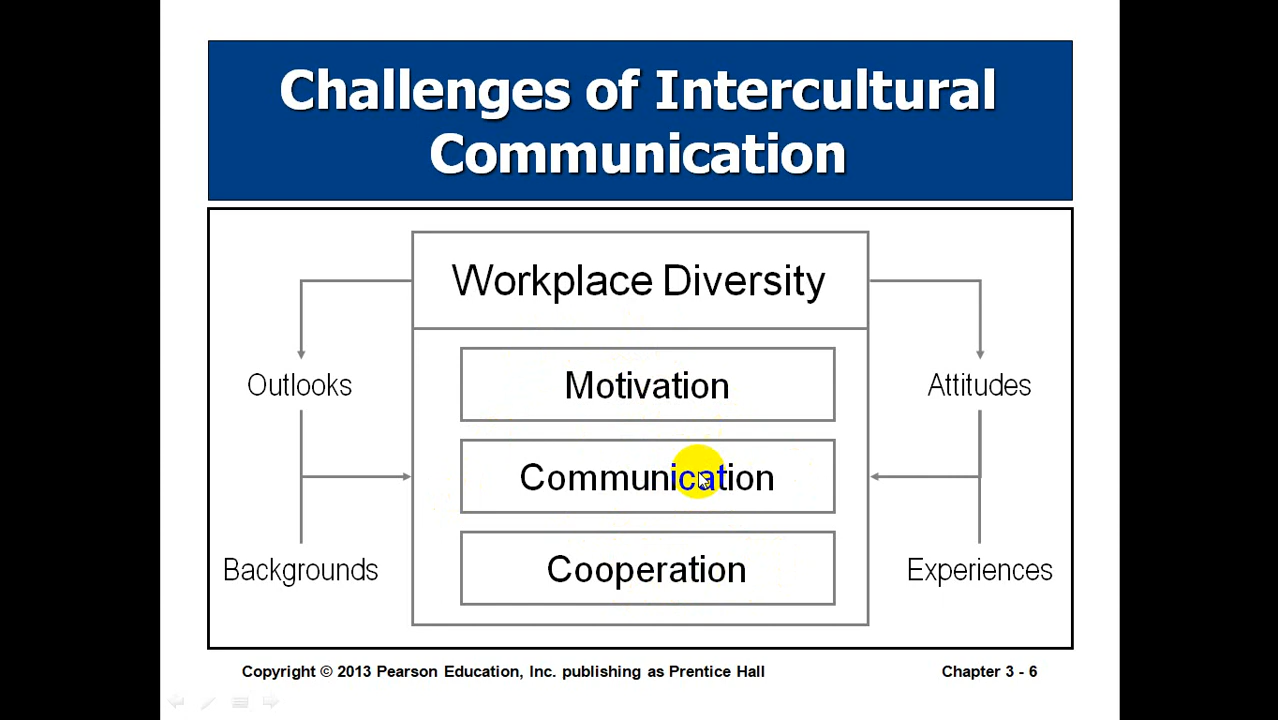 Challenges of Intercultural
Communication
Workplace Diversity
Outlooks
Motivation
Attitudes
Communication
Backgrounds
Cooperation
Experiences
Copyright © 2013 Pearson Education, Inc. publishing as Prentice Hall
Chapter 3 - 6